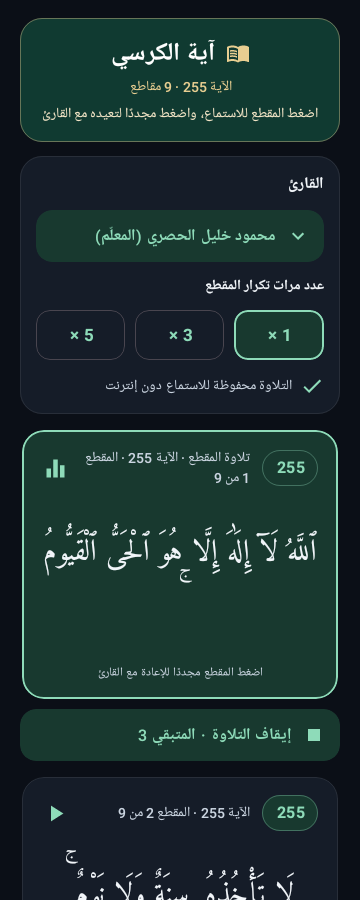 آية الكرسي
الآية 255 · 9 مقاطع
اضغط المقطع للاستماع، واضغط مجددًا لتعيده مع القارئ
القارئ
محمود خليل الحصري (المعلّم)
عدد مرات تكرار المقطع
1 ×
3 ×
5 ×
التلاوة محفوظة للاستماع دون إنترنت
255
تلاوة المقطع · الآية 255 · المقطع
1 من 9
ٱللَّهُ لَآ إِلَٰهَ إِلَّا هُوَ ٱلْحَىُّ ٱلْقَيُّومُ ۚ
اضغط المقطع مجددًا للإعادة مع القارئ
إيقاف التلاوة · المتبقي 3
255
الآية 255 · المقطع 2 من 9
لَا تَأْخُذُهُۥ سِنَةٌ وَلَا نَوْمٌ ۚ